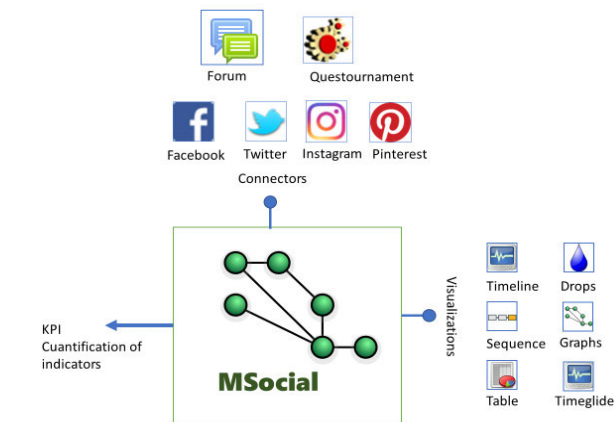 Forum
Questournament
Facebook
Twitter
Instagram
Pinterest
Connectors
Visualizations
Timeline
Drops
Sequence
Graphs
Table
Timeglide
KPI
Cuantification of
indicators
MSocial